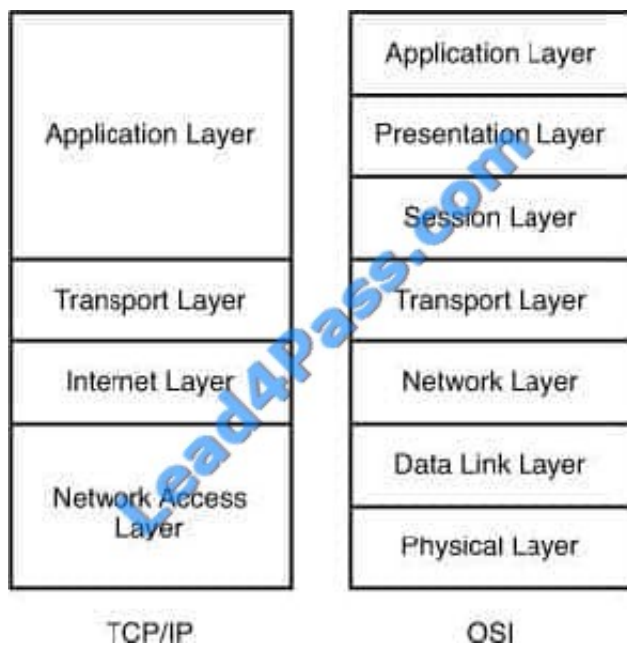 Application Layer
Transport Layer
Internet Layer
Network Access
Layer
TCP/IP
Application Layer
Presentation Layer
Session Layer
Transport Layer
Network Layer
Data Link Layer
Physical Layer
OSI
Lead4Pass.com